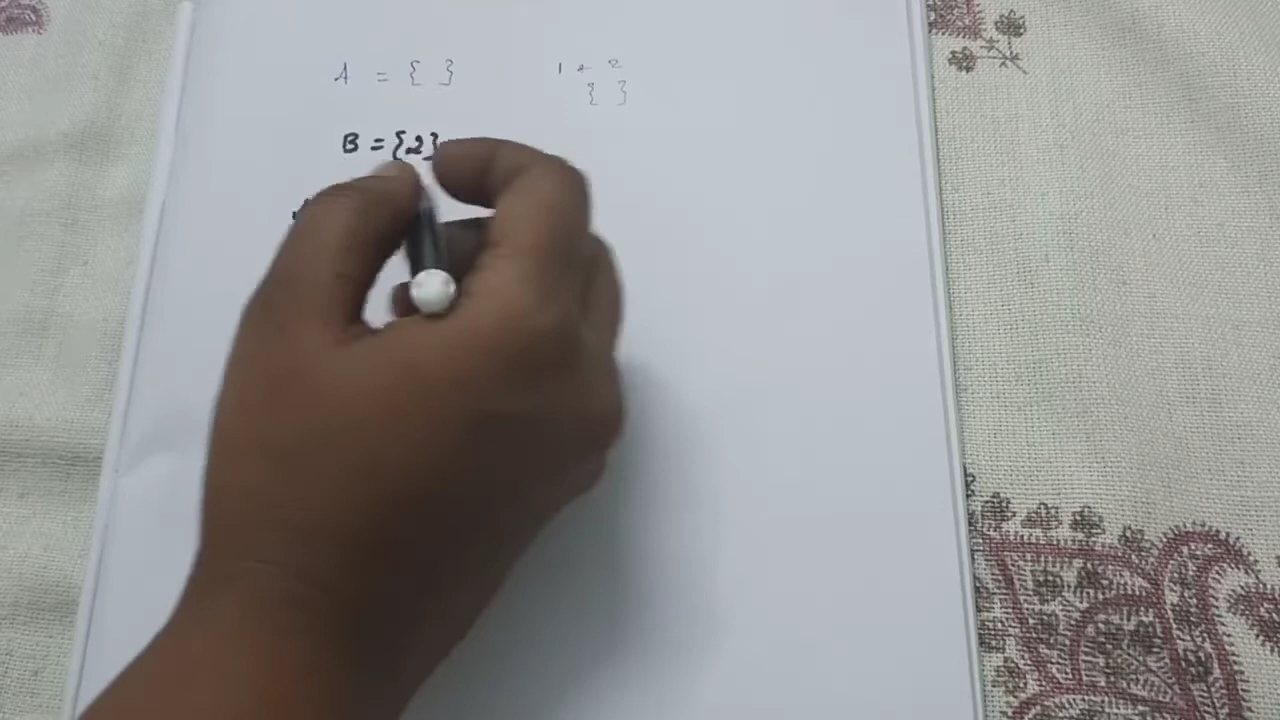 A = { } 1 & 2
{ }
B = {2}